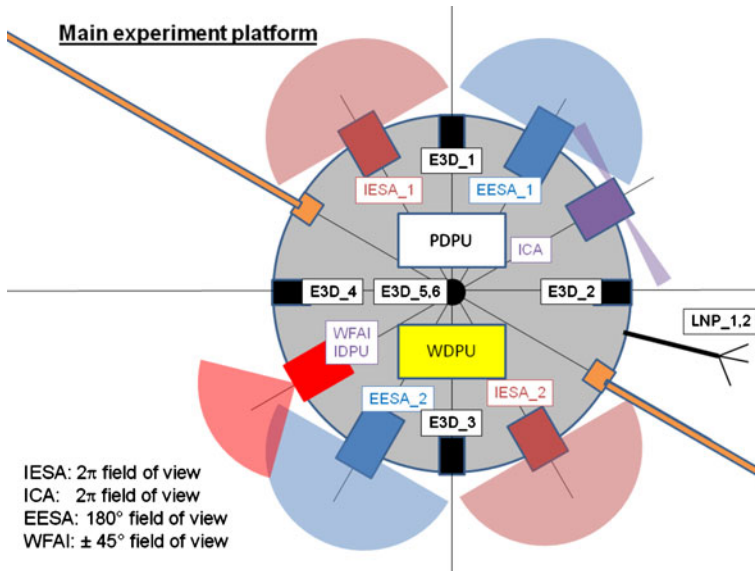 Main experiment platform
E3D_1
IESA_1
EESA_1
PDPU
ICA
E3D_4
E3D_5,6
E3D_2
LNP_1,2
WFAI
IDPU
WDPU
EESA_2
IESA_2
E3D_3
IESA: 2π field of view
ICA: 2π field of view
EESA: 180° field of view
WFAI: ± 45° field of view